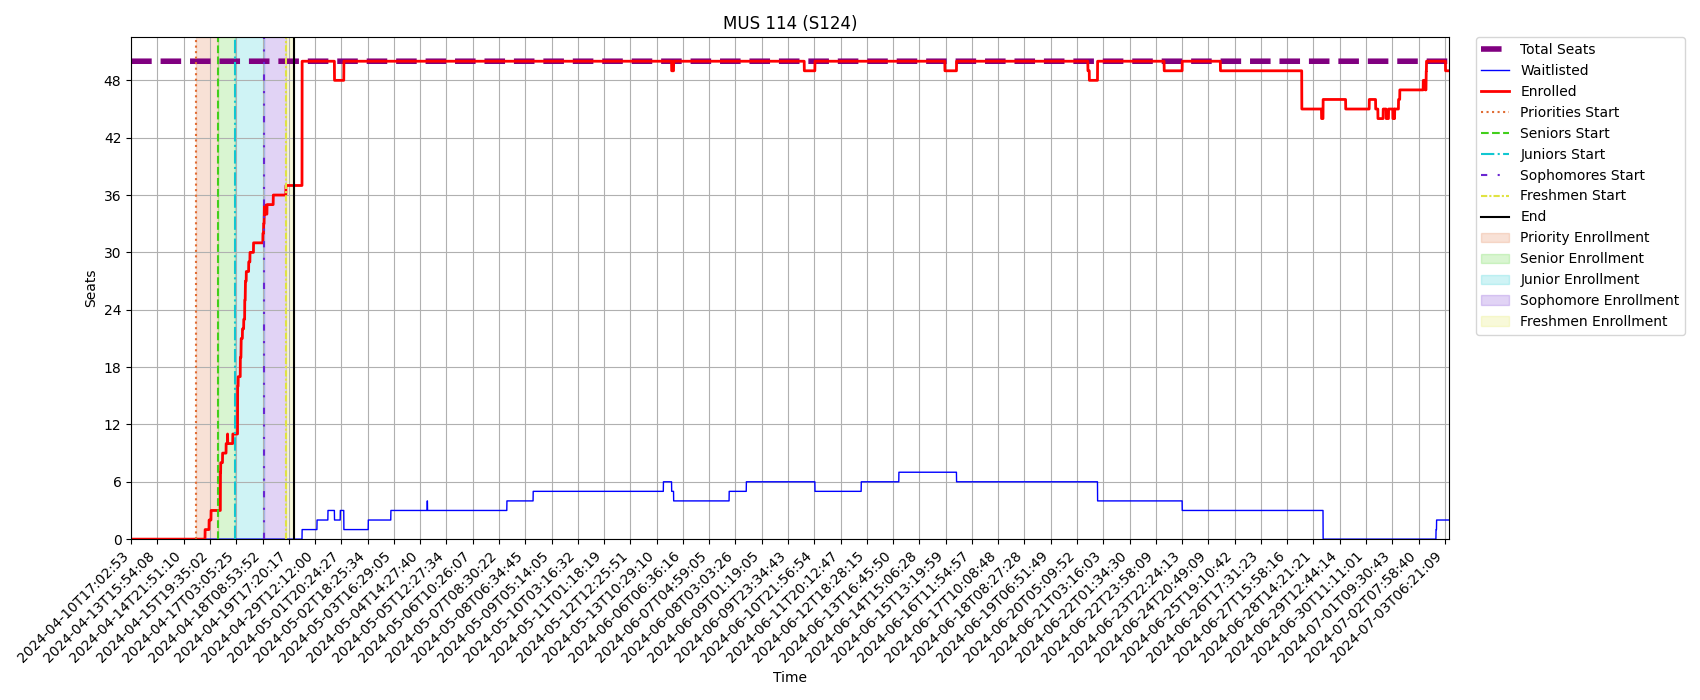 MUS 114 (S124)
Total Seats
Waitlisted
Enrolled
Priorities Start
Seniors Start
Juniors Start
Sophomores Start
Freshmen Start
End
Priority Enrollment
Senior Enrollment
Junior Enrollment
Sophomore Enrollment
Freshmen Enrollment
Seats
48
42
36
30
24
18
12
6
0
2024-04-10T17:02:53
2024-04-13T15:54:08
2024-04-14T21:51:10
2024-04-15T19:35:02
2024-04-17T03:05:25
2024-04-18T08:53:52
2024-04-19T17:20:17
2024-04-29T12:12:00
2024-05-01T20:24:27
2024-05-02T18:25:34
2024-05-03T16:29:05
2024-05-04T14:27:40
2024-05-05T12:27:34
2024-05-06T10:26:07
2024-05-07T08:30:22
2024-05-08T06:34:45
2024-05-09T05:14:05
2024-05-10T03:16:32
2024-05-11T01:18:19
2024-05-12T12:25:51
2024-05-13T10:29:16
2024-06-06T06:36:16
2024-06-07T04:59:05
2024-06-08T03:03:26
2024-06-09T01:19:05
2024-06-09T23:34:43
2024-06-10T21:56:54
2024-06-11T20:12:47
2024-06-12T18:28:15
2024-06-13T16:45:50
2024-06-14T15:06:28
2024-06-15T13:19:59
2024-06-16T11:54:57
2024-06-17T10:08:48
2024-06-18T08:27:28
2024-06-19T06:51:49
2024-06-20T05:09:52
2024-06-21T03:16:03
2024-06-22T01:34:30
2024-06-22T23:58:09
2024-06-23T22:24:13
2024-06-24T20:49:09
2024-06-25T19:10:42
2024-06-26T17:31:23
2024-06-27T15:58:16
2024-06-28T14:21:21
2024-06-29T12:44:14
2024-06-30T11:11:01
2024-07-01T09:30:43
2024-07-02T07:58:40
2024-07-03T06:21:09
Time